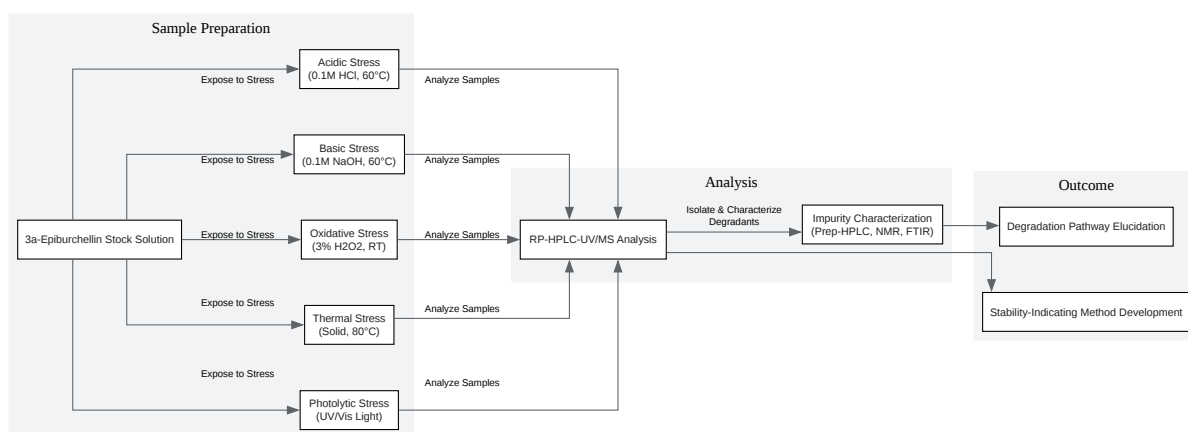 Sample Preparation
Acidic Stress
(0.1M HCl, 60°C)
Expose to Stress
Analyze Samples
Basic Stress
(0.1M NaOH, 60°C)
Expose to Stress
Analyze Samples
3a-Epiburchellin Stock Solution
Expose to Stress
Oxidative Stress
(3% H2O2, RT)
Analyze Samples
Expose to Stress
Thermal Stress
(Solid, 80°C)
Analyze Samples
Expose to Stress
Photolytic Stress
(UV/Vis Light)
Analyze Samples
Analysis
RP-HPLC-UV/MS Analysis
Isolate & Characterize
Degradants
Impurity Characterization
(Prep-HPLC, NMR, FTIR)
Outcome
Degradation Pathway Elucidation
Stability-Indicating Method Development